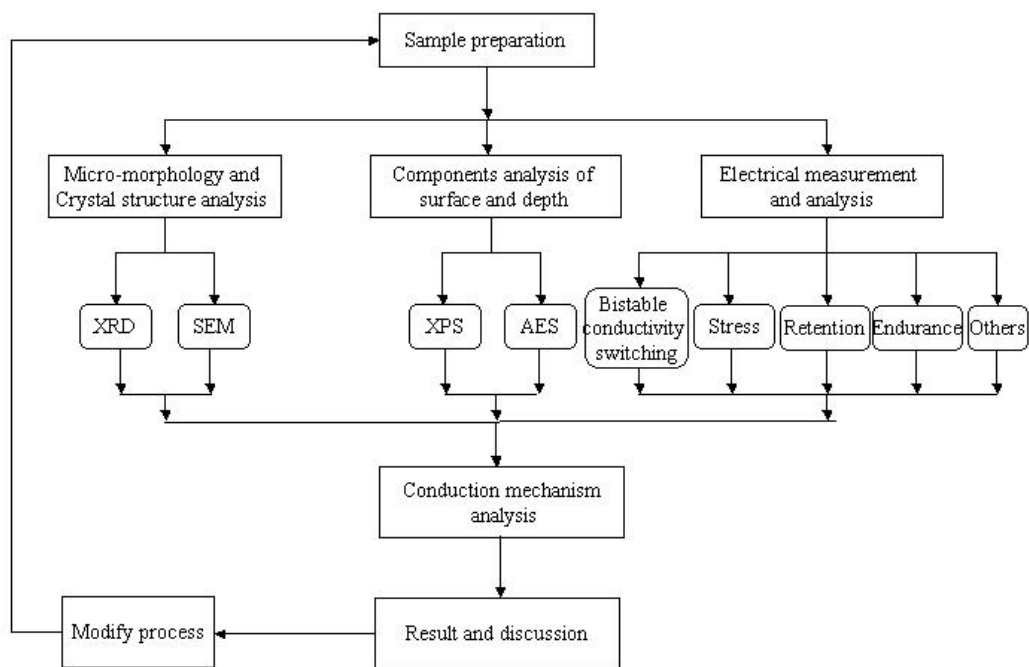 Sample preparation
Micro-morphology and
Crystal structure analysis
Components analysis of
surface and depth
Electrical measurement
and analysis
XRD
SEM
XPS
AES
Bistable
conductivity
switching
Stress
Retention
Endurance
Others
Conduction mechanism
analysis
Modify process
Result and discussion